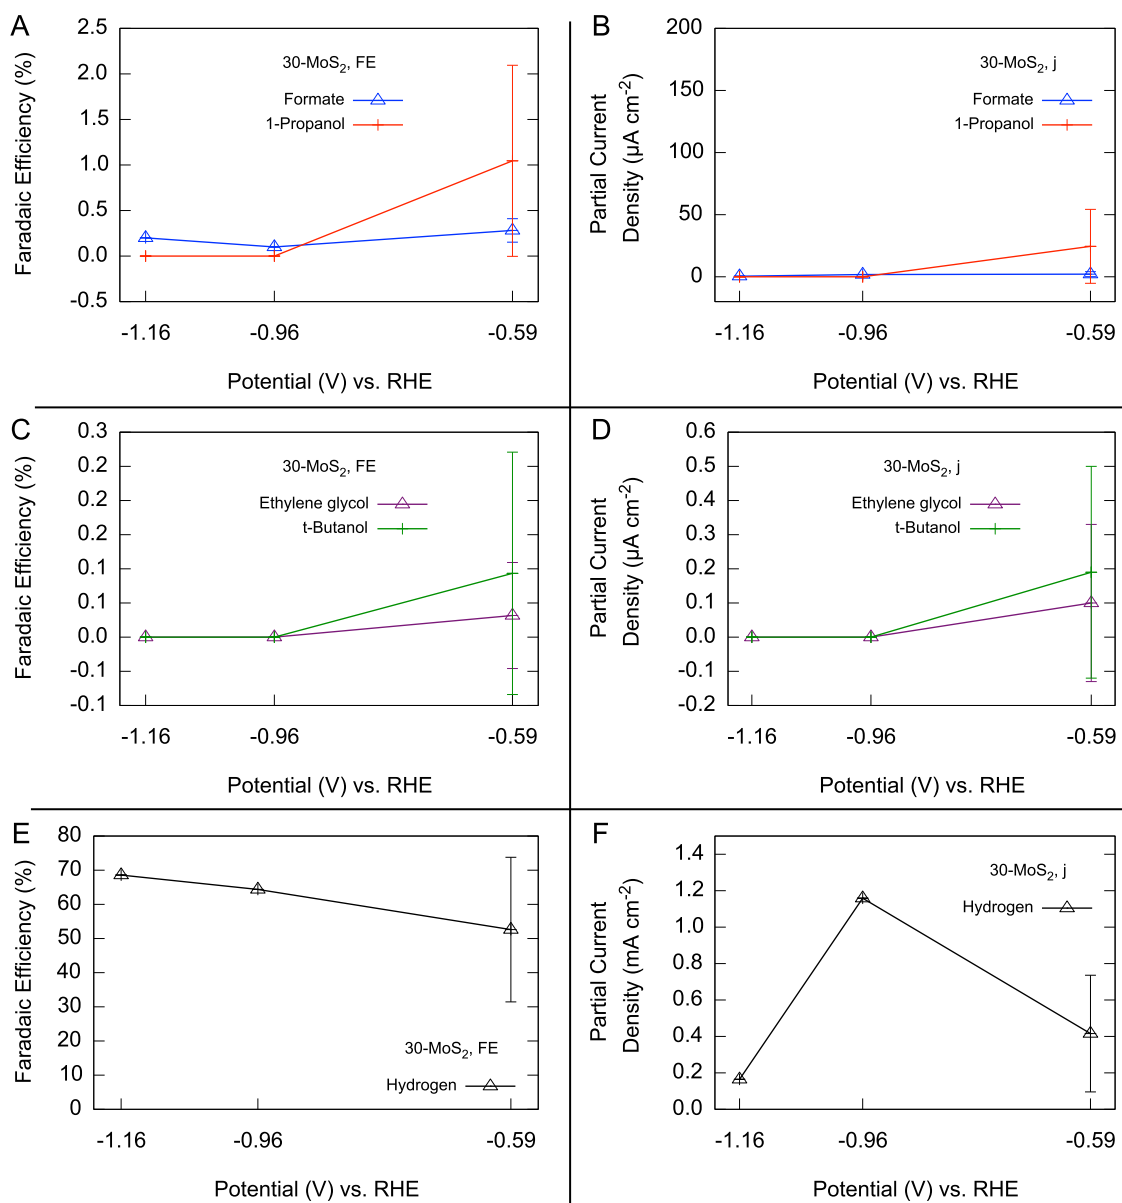 A
Faradaic Efficiency (%)
2.5
2.0
1.5
1.0
0.5
0.0
-0.5
30-MoS2, FE
Formate
1-Propanol
-1.16 -0.96 -0.59
Potential (V) vs. RHE
B
Partial Current
Density (µA cm-2)
200
150
100
50
0
30-MoS2, j
Formate
1-Propanol
-1.16 -0.96 -0.59
Potential (V) vs. RHE
C
Faradaic Efficiency (%)
0.3
0.2
0.2
0.2
0.1
0.1
0.0
-0.1
-0.1
30-MoS2, FE
Ethylene glycol
t-Butanol
-1.16 -0.96 -0.59
Potential (V) vs. RHE
D
Partial Current
Density (µA cm-2)
0.6
0.5
0.4
0.3
0.2
0.1
0.0
-0.1
-0.2
30-MoS2, j
Ethylene glycol
t-Butanol
-1.16 -0.96 -0.59
Potential (V) vs. RHE
E
Faradaic Efficiency (%)
80
70
60
50
40
30
20
10
0
30-MoS2, FE
Hydrogen
-1.16 -0.96 -0.59
Potential (V) vs. RHE
F
Partial Current
Density (mA cm-2)
1.4
1.2
1.0
0.8
0.6
0.4
0.2
0.0
30-MoS2, j
Hydrogen
-1.16 -0.96 -0.59
Potential (V) vs. RHE